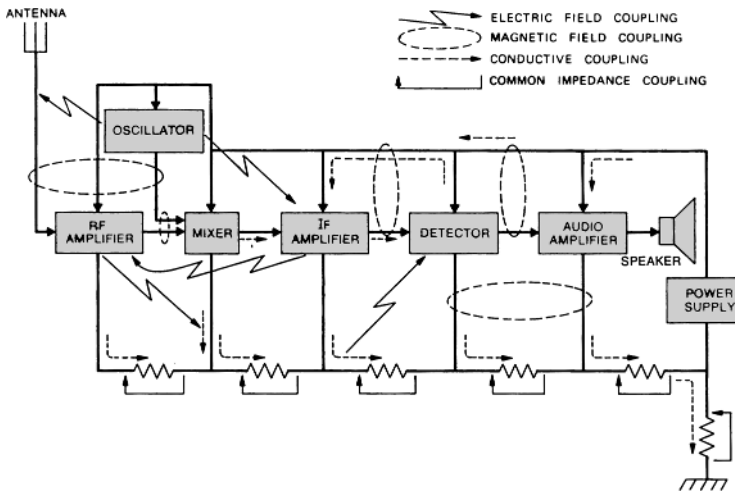 ANTENNA
ELECTRIC FIELD COUPLING
MAGNETIC FIELD COUPLING
CONDUCTIVE COUPLING
COMMON IMPEDANCE COUPLING
OSCILLATOR
RF
AMPLIFIER
MIXER
IF
AMPLIFIER
DETECTOR
AUDIO
AMPLIFIER
SPEAKER
POWER
SUPPLY